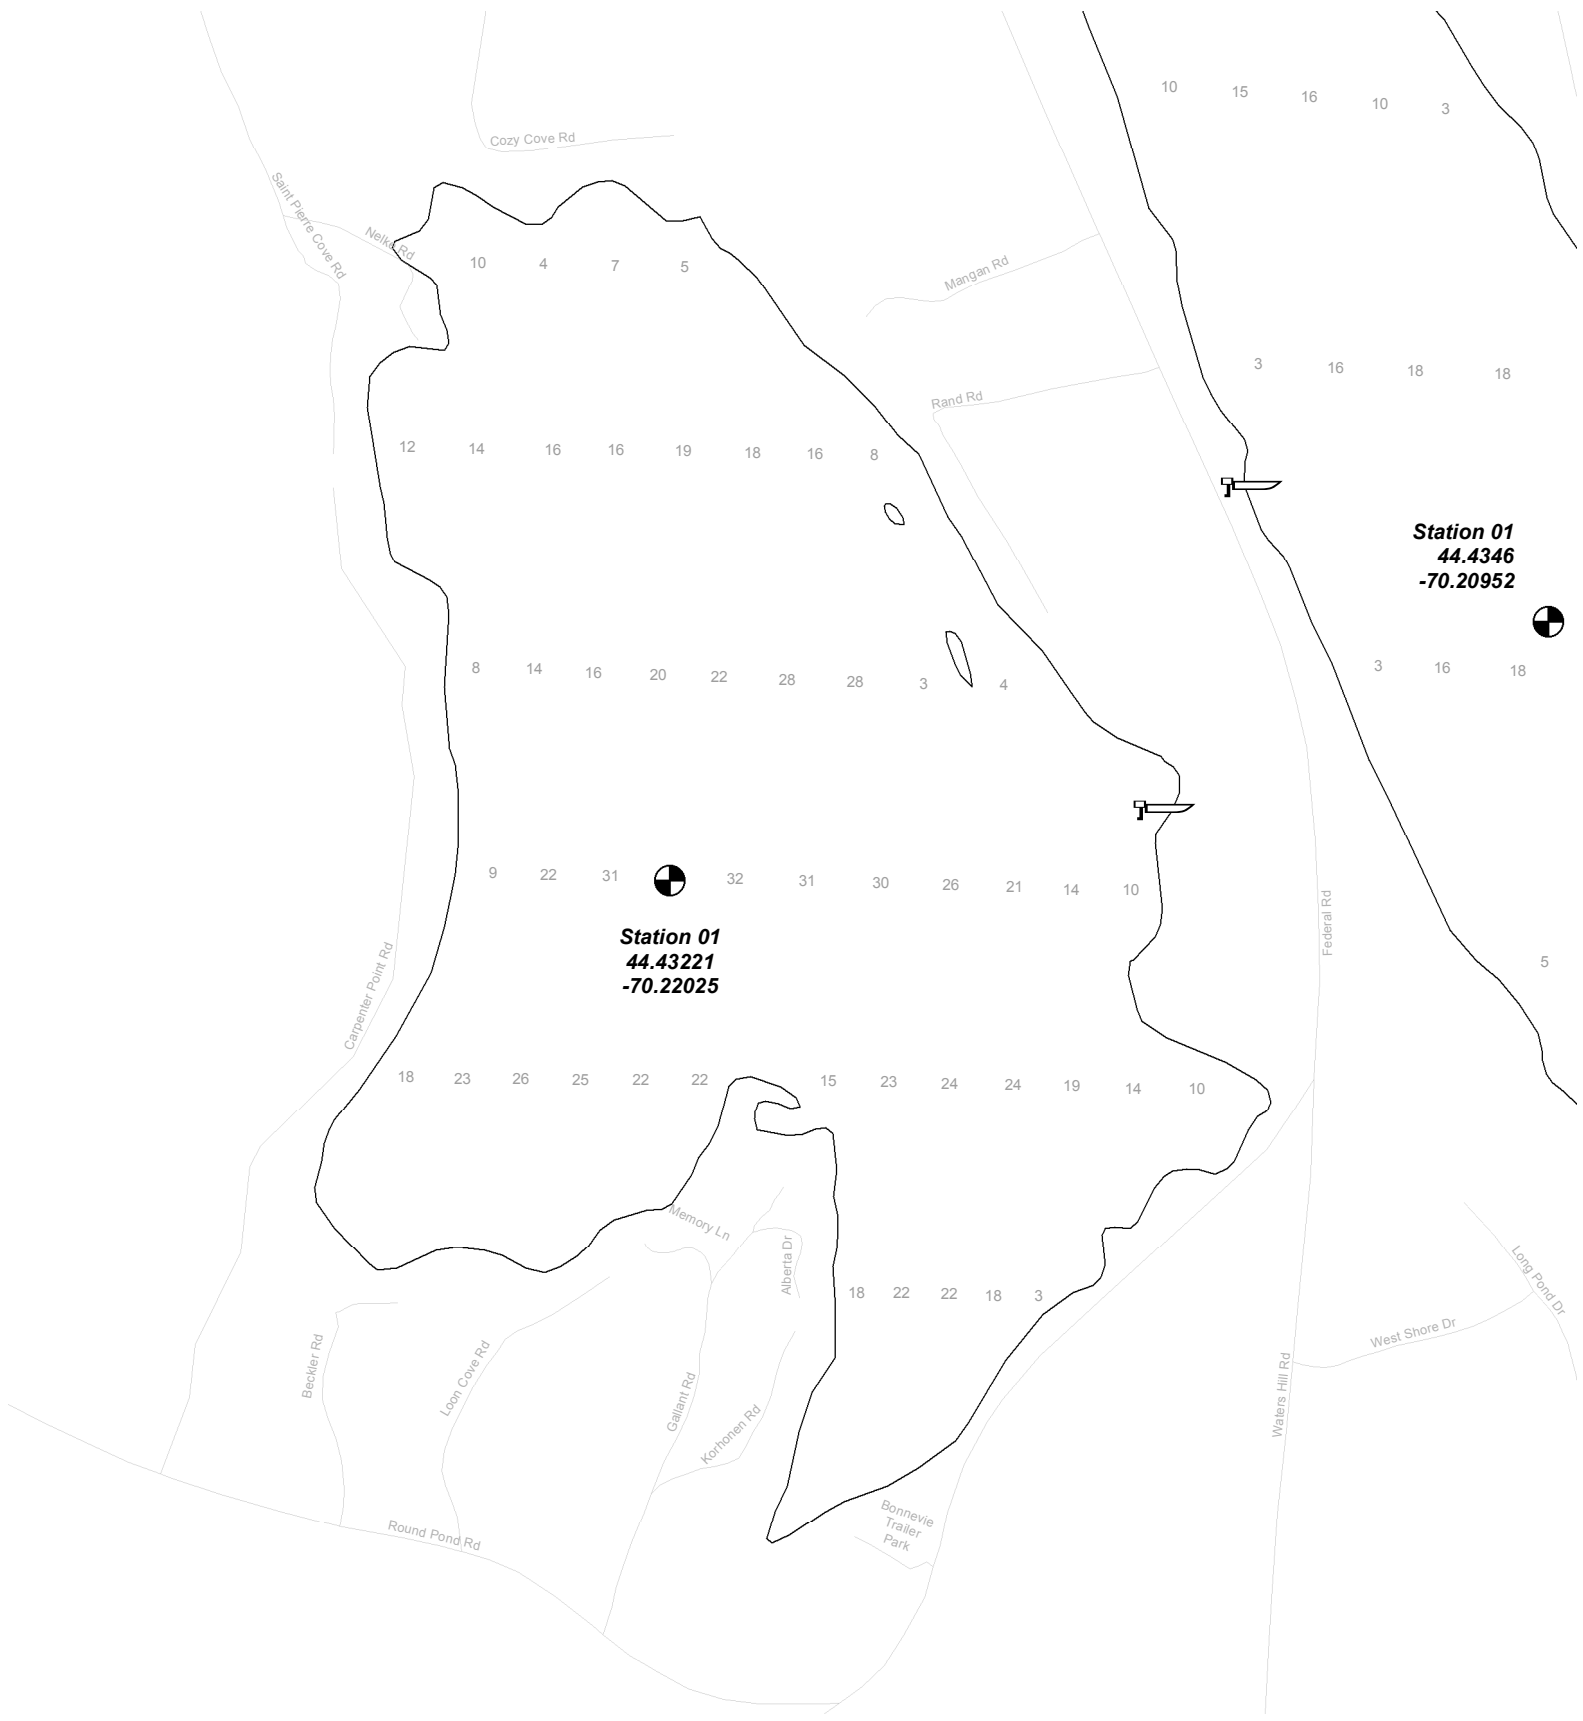 10 15 16 10 3
Cozy Cove Rd
Saint Pierre Cove Rd
Nelke Rd
10 4 7 5
Mangan Rd
3 16 18 18
Rand Rd
12 14 16 16 19 18 16 8
Station 01
44.4346
-70.20952
8 14 16 20 22 28 28 3 4
3 16 18
9 22 31 32 31 30 26 21 14 10
Station 01
44.43221
-70.22025
Federal Rd
5
Carpenter Point Rd
18 23 26 25 22 22 15 23 24 24 19 14 10
Memory Ln
Alberta Dr
Long Pond Dr
18 22 22 18 3
West Shore Dr
Beckler Rd
Loon Cove Rd
Gallant Rd
Korhonen Rd
Waters Hill Rd
Round Pond Rd
Bonnevie
Trailer
Park